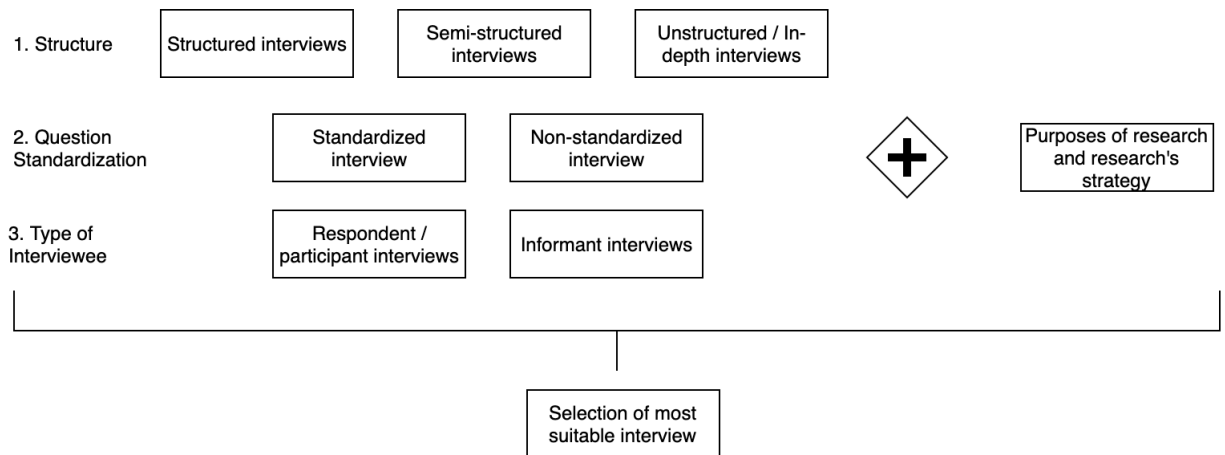 1. Structure
Structured interviews
Semi-structured
interviews
Unstructured / In-
depth interviews
2. Question
Standardization
Standardized
interview
Non-standardized
interview
Purposes of research
and research's
strategy
3. Type of
Interviewee
Respondent /
participant interviews
Informant interviews
Selection of most
suitable interview